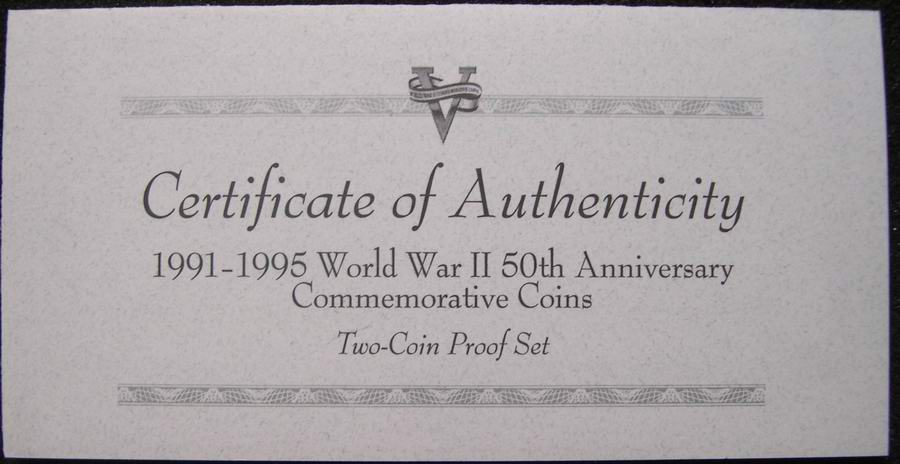 Certificate of Authenticity
1991-1995 World War II 50th Anniversary
Commemorative Coins
Two-Coin Proof Set